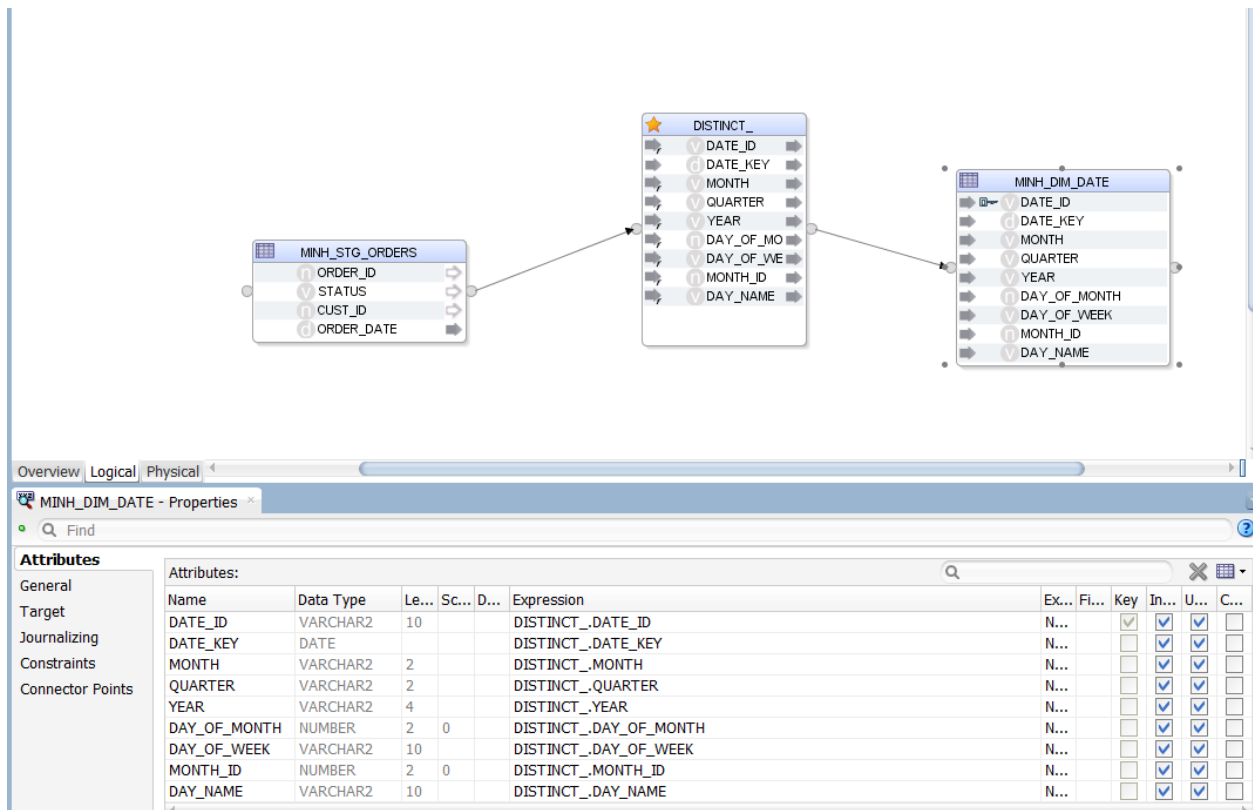 DISTINCT_
DATE_ID
DATE_KEY
MONTH
QUARTER
YEAR
DAY_OF_MO
DAY_OF_WE
MONTH_ID
DAY_NAME
MINH_DIM_DATE
DATE_ID
DATE_KEY
MONTH
QUARTER
YEAR
DAY_OF_MONTH
DAY_OF_WEEK
MONTH_ID
DAY_NAME
MINH_STG_ORDERS
ORDER_ID
STATUS
CUST_ID
ORDER_DATE
Overview Logical Physical
MINH_DIM_DATE - Properties
Find
Attributes
General
Target
Journalizing
Constraints
Connector Points
Attributes:
Name Data Type Le... Sc... D... Expression Ex... Fi... Key In... U... C...
DATE_ID VARCHAR2 10 DISTINCT_.DATE_ID N...
DATE_KEY DATE DISTINCT_.DATE_KEY N...
MONTH VARCHAR2 2 DISTINCT_.MONTH N...
QUARTER VARCHAR2 2 DISTINCT_.QUARTER N...
YEAR VARCHAR2 4 DISTINCT_.YEAR N...
DAY_OF_MONTH NUMBER 2 0 DISTINCT_.DAY_OF_MONTH N...
DAY_OF_WEEK VARCHAR2 10 DISTINCT_.DAY_OF_WEEK N...
MONTH_ID NUMBER 2 0 DISTINCT_.MONTH_ID N...
DAY_NAME VARCHAR2 10 DISTINCT_.DAY_NAME N...